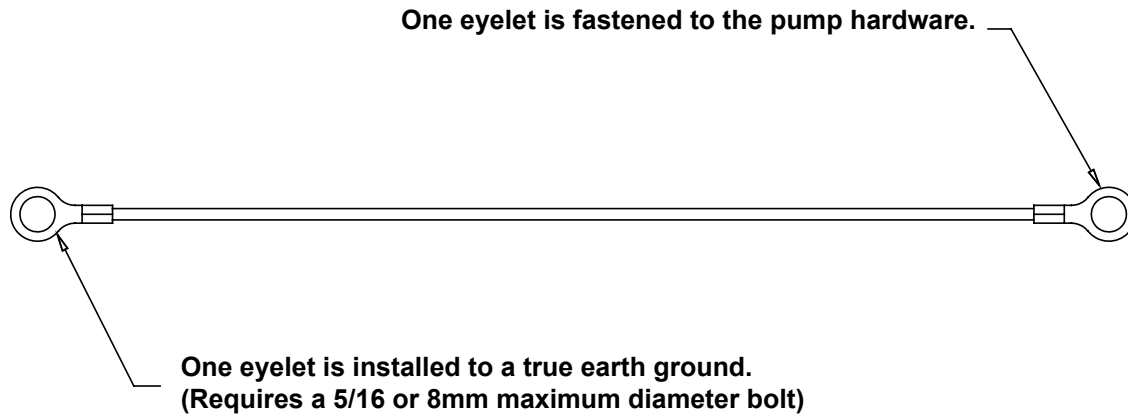 One eyelet is fastened to the pump hardware.
One eyelet is installed to a true earth ground.
(Requires a 5/16 or 8mm maximum diameter bolt)